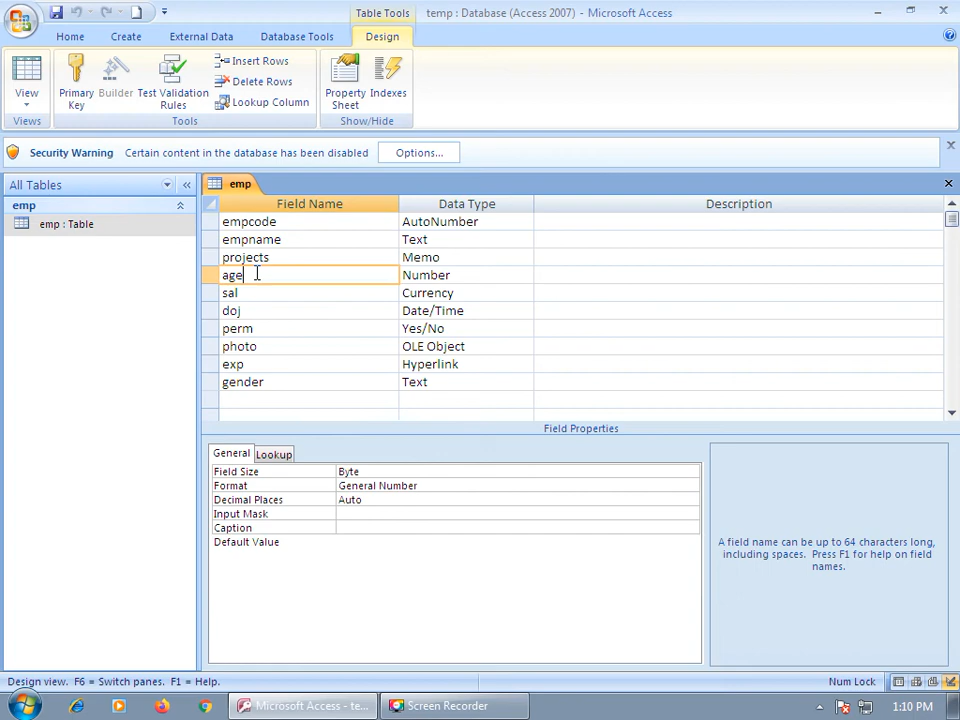 Table Tools
temp : Database (Access 2007) - Microsoft Access
Home Create External Data Database Tools Design
View
Views
Primary Key
Builder
Test Validation Rules
Insert Rows
Delete Rows
Lookup Column
Tools
Property Sheet
Indexes
Show/Hide
Security Warning Certain content in the database has been disabled Options...
All Tables
emp
emp : Table
emp
Field Name Data Type Description
empcode AutoNumber
empname Text
projects Memo
age Number
sal Currency
doj Date/Time
perm Yes/No
photo OLE Object
exp Hyperlink
gender Text
Field Properties
General Lookup
Field Size Byte
Format General Number
Decimal Places Auto
Input Mask
Caption
Default Value
A field name can be up to 64 characters long,
including spaces. Press F1 for help on field
names.
Design view. F6 = Switch panes. F1 = Help.
Num Lock
Microsoft Access - te...
Screen Recorder
1:10 PM